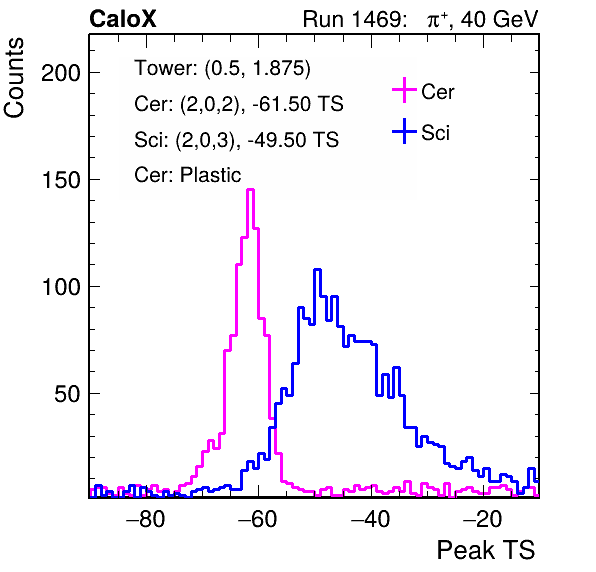 CaloX Run 1469: π⁺, 40 GeV
Counts
Tower: (0.5, 1.875)
Cer: (2,0,2), -61.50 TS
Sci: (2,0,3), -49.50 TS
Cer: Plastic
Cer
Sci
200
150
100
50
−80 −60 −40 −20
Peak TS